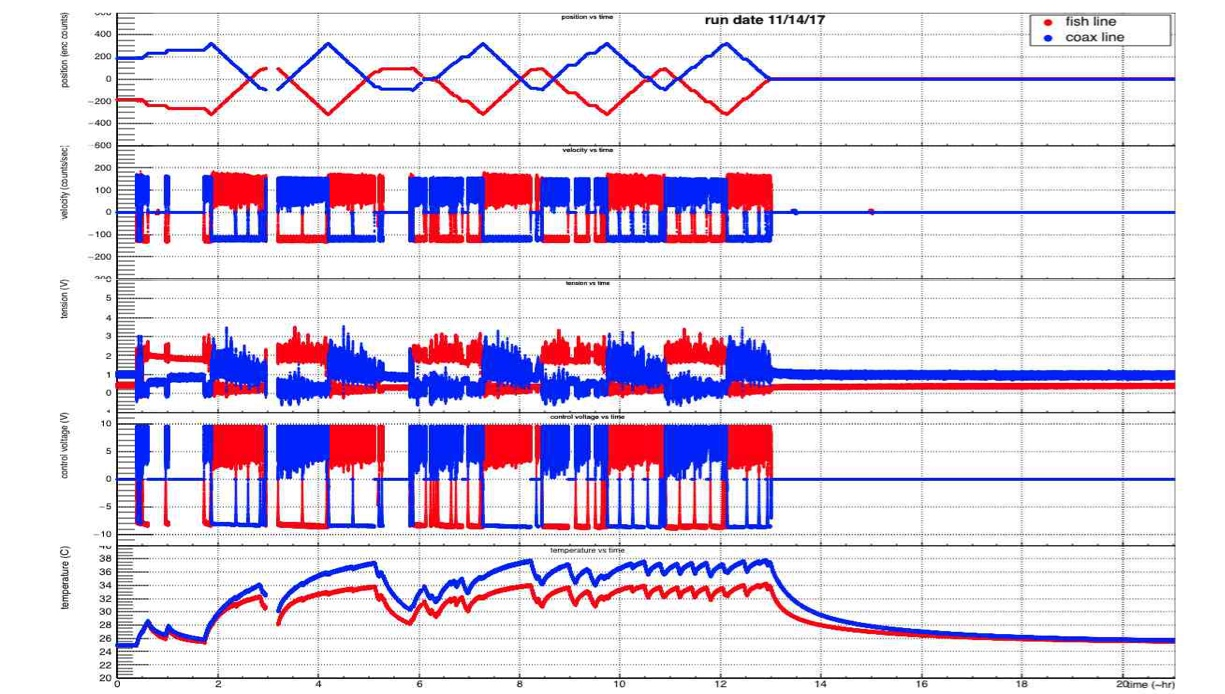 position vs time
run date 11/14/17
fish line
coax line
position (enc counts)
400
200
0
−200
−400
−600
velocity vs time
velocity (counts/sec)
200
100
0
−100
−200
tension vs time
tension (V)
5
4
3
2
1
0
control voltage vs time
control voltage (V)
10
5
0
−5
−10
temperature vs time
temperature (C)
38
36
34
32
30
28
26
24
22
20
0 2 4 6 8 10 12 14 16 18 20
time (~hr)